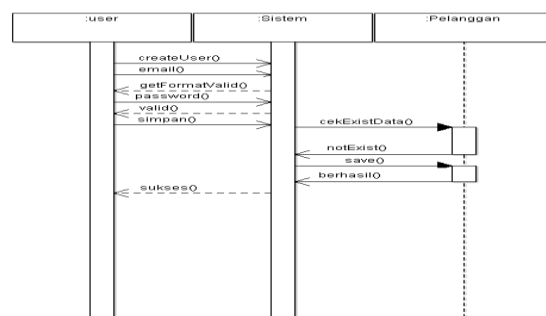 :user
:Sistem
:Pelanggan
createUser()
email()
getFormatValid()
password()
valid()
simpan()
cekExistData()
notExist()
save()
berhasil()
sukses()